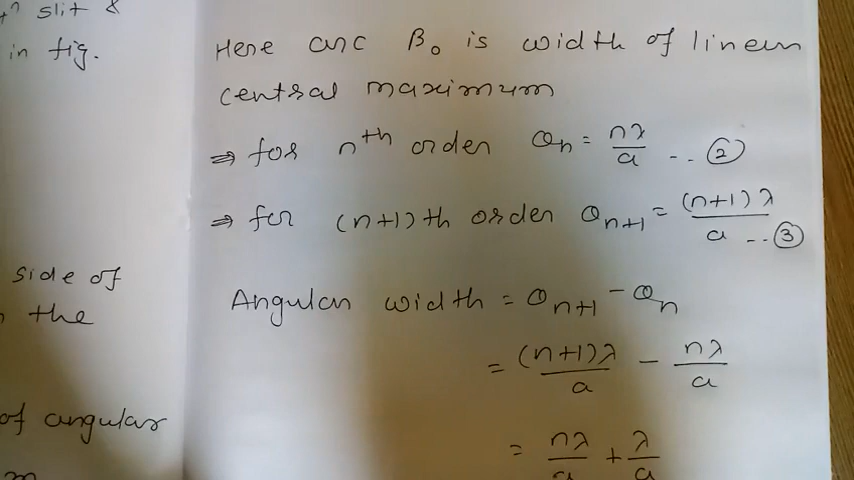 slit &
in fig.
side of
the
of angular
Here arc β₀ is width of linear
central maximum
⇒ for nth order θn = nλ/a -- ②
⇒ for (n+1)th order θn+1 = (n+1)λ/a -- ③
Angular width = θn+1 - θn
= (n+1)λ/a - nλ/a
= nλ/a + λ/a